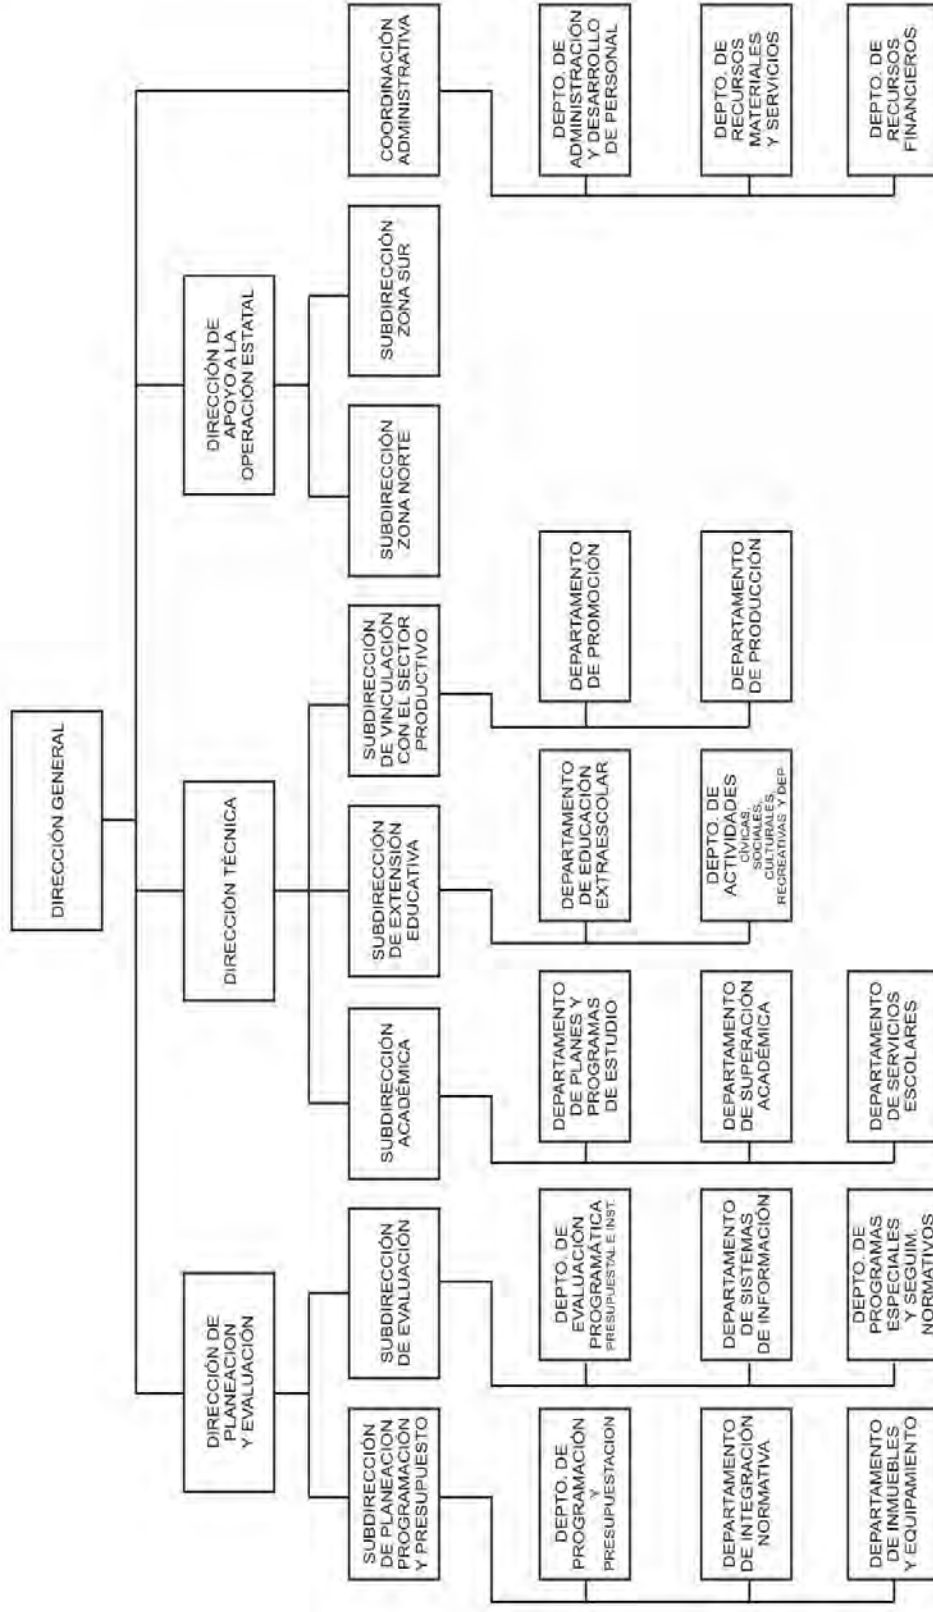 DIRECCIÓN GENERAL
DIRECCIÓN DE
PLANEACION
Y EVALUACIÓN
DIRECCIÓN TÉCNICA
DIRECCIÓN DE
APOYO A LA
OPERACIÓN ESTATAL
SUBDIRECCIÓN
DE PLANEACION
PROGRAMACIÓN
Y PRESUPUESTO
SUBDIRECCIÓN
DE EVALUACIÓN
SUBDIRECCIÓN
ACADÉMICA
SUBDIRECCIÓN
DE EXTENSIÓN
EDUCATIVA
SUBDIRECCIÓN
DE VINCULACIÓN
CON EL SECTOR
PRODUCTIVO
SUBDIRECCIÓN
ZONA NORTE
SUBDIRECCIÓN
ZONA SUR
COORDINACIÓN
ADMINISTRATIVA
DEPTO. DE
PROGRAMACIÓN
Y
PRESUPUESTACION
DEPTO. DE
EVALUACIÓN
PROGRAMÁTICA
PRESUPUESTAL E INST.
DEPARTAMENTO
DE PLANES Y
PROGRAMAS
DE ESTUDIO
DEPARTAMENTO
DE EDUCACIÓN
EXTRAESCOLAR
DEPARTAMENTO
DE PROMOCIÓN
DEPTO. DE
ADMINISTRACIÓN
Y DESARROLLO
DE PERSONAL
DEPARTAMENTO
DE INTEGRACIÓN
NORMATIVA
DEPARTAMENTO
DE SISTEMAS
DE INFORMACIÓN
DEPARTAMENTO
DE SUPERACIÓN
ACADÉMICA
DEPTO. DE
ACTIVIDADES
CÍVICAS,
SOCIALES,
CULTURALES,
RECREATIVAS Y DEP
DEPARTAMENTO
DE PRODUCCIÓN
DEPTO. DE
RECURSOS
MATERIALES
Y SERVICIOS
DEPARTAMENTO
DE INMUEBLES
Y EQUIPAMIENTO
DEPTO. DE
PROGRAMAS
ESPECIALES
Y SEGUIM.
NORMATIVOS
DEPARTAMENTO
DE SERVICIOS
ESCOLARES
DEPTO. DE
RECURSOS
FINANCIEROS